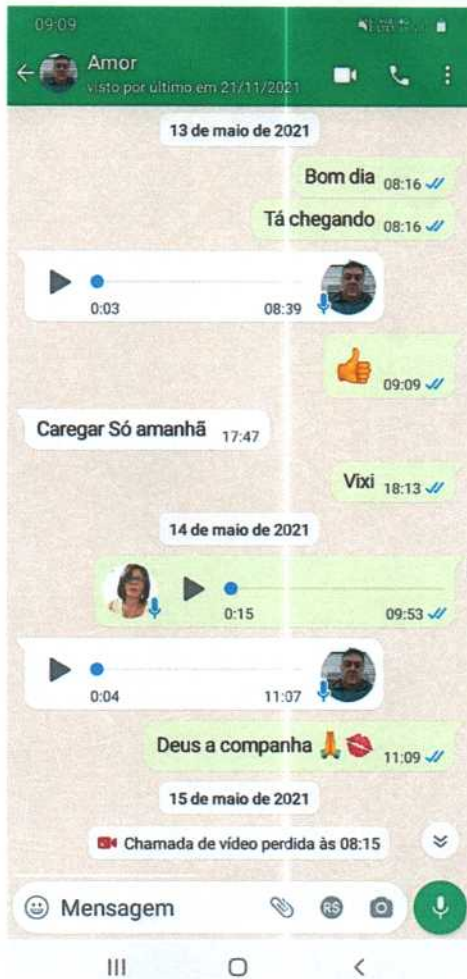 09:09
Amor
visto por último em 21/11/2021
13 de maio de 2021
Bom dia 08:16
Tá chegando 08:16
0:03 08:39
09:09
Caregar Só amanhã 17:47
Vixi 18:13
14 de maio de 2021
0:15 09:53
0:04 11:07
Deus a companha 🙏💋 11:09
15 de maio de 2021
Chamada de vídeo perdida às 08:15
Mensagem
R$